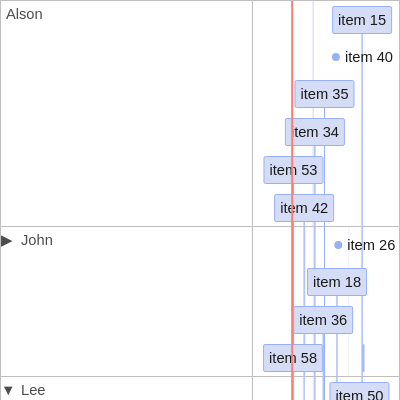 Alson
item 15
item 40
item 35
item 34
item 53
item 42
John
item 26
item 18
item 36
item 58
Lee
item 50